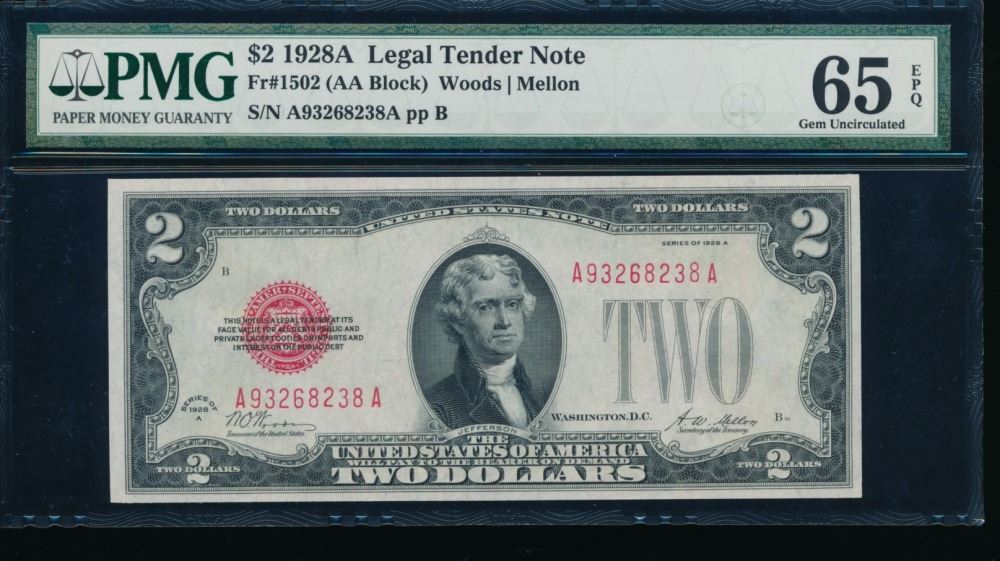 PMG
PAPER MONEY GUARANTY
$2 1928A Legal Tender Note
Fr#1502 (AA Block) Woods | Mellon
S/N A93268238A pp B
65
EPQ
Gem Uncirculated
2
TWO DOLLARS
UNITED STATES NOTE
TWO DOLLARS
2
SERIES OF 1928 A
B
A93268238A
THIS NOTE IS A LEGAL TENDER AT ITS
FACE VALUE FOR ALL DEBTS PUBLIC AND
PRIVATE EXCEPT DUTIES ON IMPORTS AND
INTEREST ON THE PUBLIC DEBT
TWO
A93268238A
SERIES OF
1928
A
W.O. Woods
Treasurer of the United States.
JEFFERSON
WASHINGTON, D.C.
A.W. Mellon
Secretary of the Treasury.
B
THE
UNITED STATES OF AMERICA
WILL PAY TO THE BEARER ON DEMAND
TWO DOLLARS
TWO DOLLARS
2
TWO DOLLARS
2